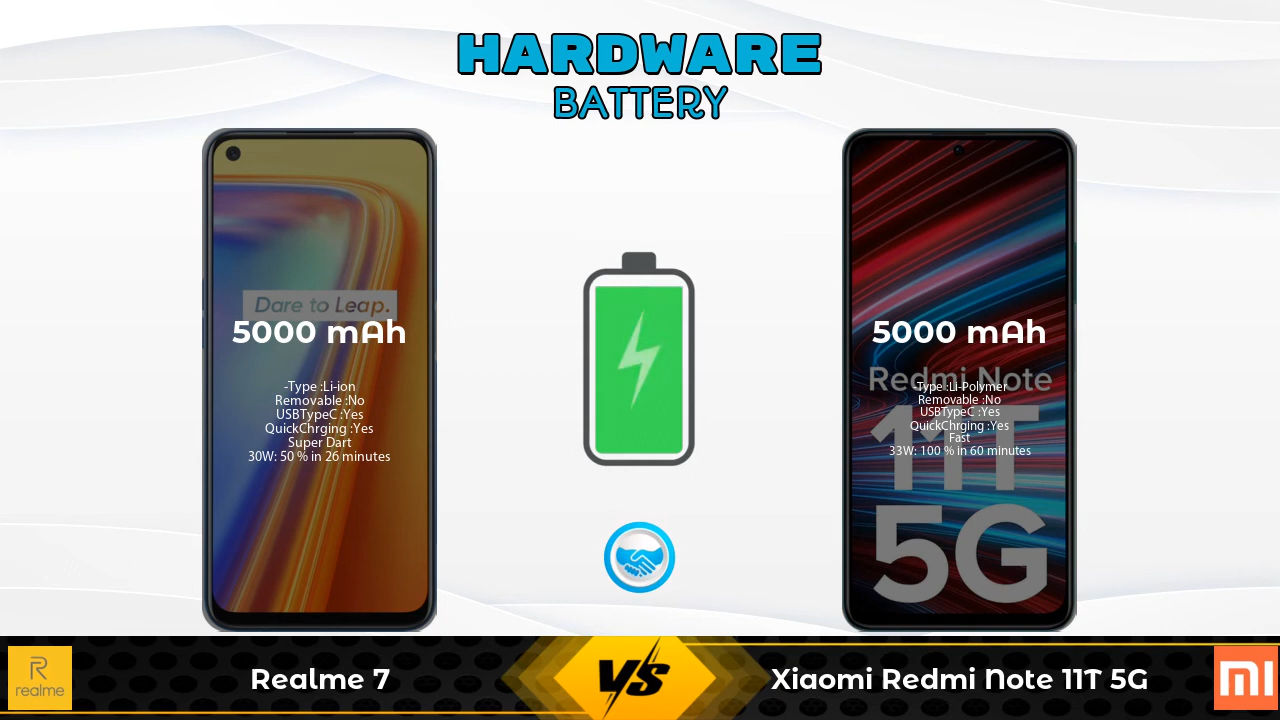 HARDWARE
BATTERY
Dare to Leap.
5000 mAh
-Type :Li-ion
Removable :No
USBTypeC :Yes
QuickChrging :Yes
Super Dart
30W: 50 % in 26 minutes
5000 mAh
Redmi Note
11T
5G
-Type :Li-Polymer
Removable :No
USBTypeC :Yes
QuickChrging :Yes
Fast
33W: 100 % in 60 minutes
R
realme
Realme 7
VS
Xiaomi Redmi Note 11T 5G
MI